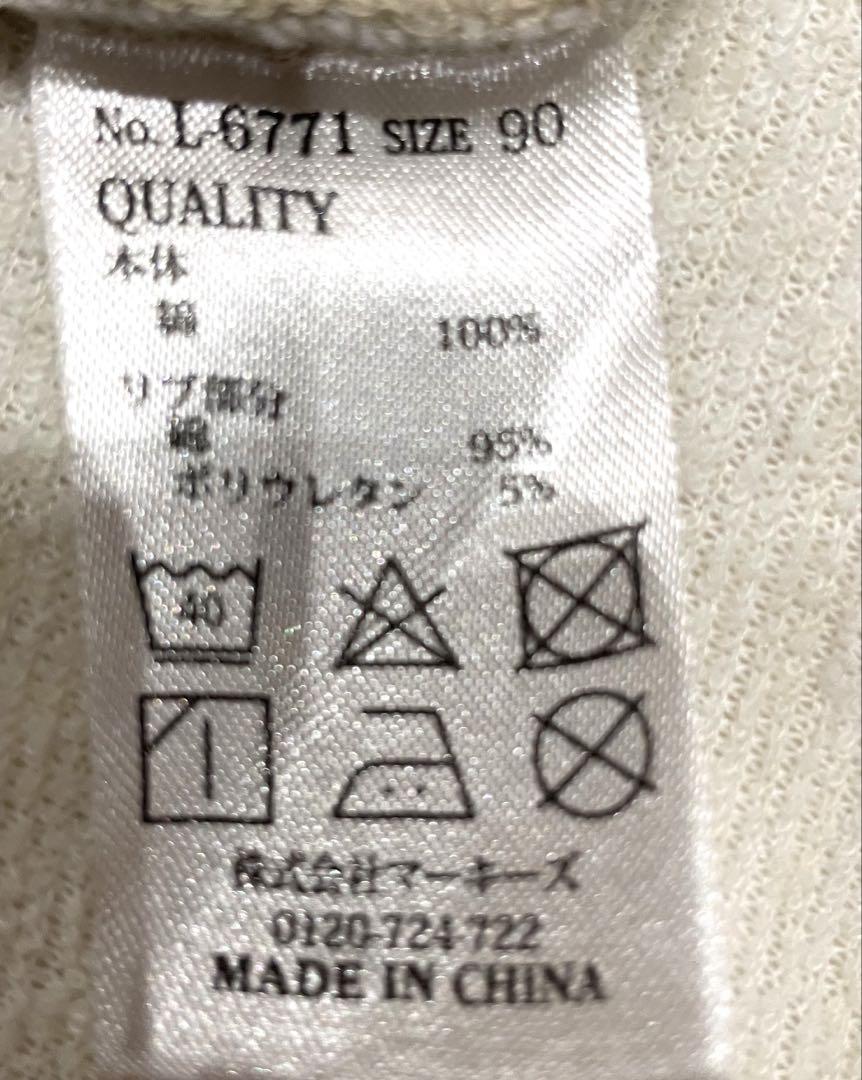 No. L-6771 SIZE 90
QUALITY
本体
綿 100%
リブ部分
綿 95%
ポリウレタン 5%
40
株式会社マーキーズ
0120-724-722
MADE IN CHINA